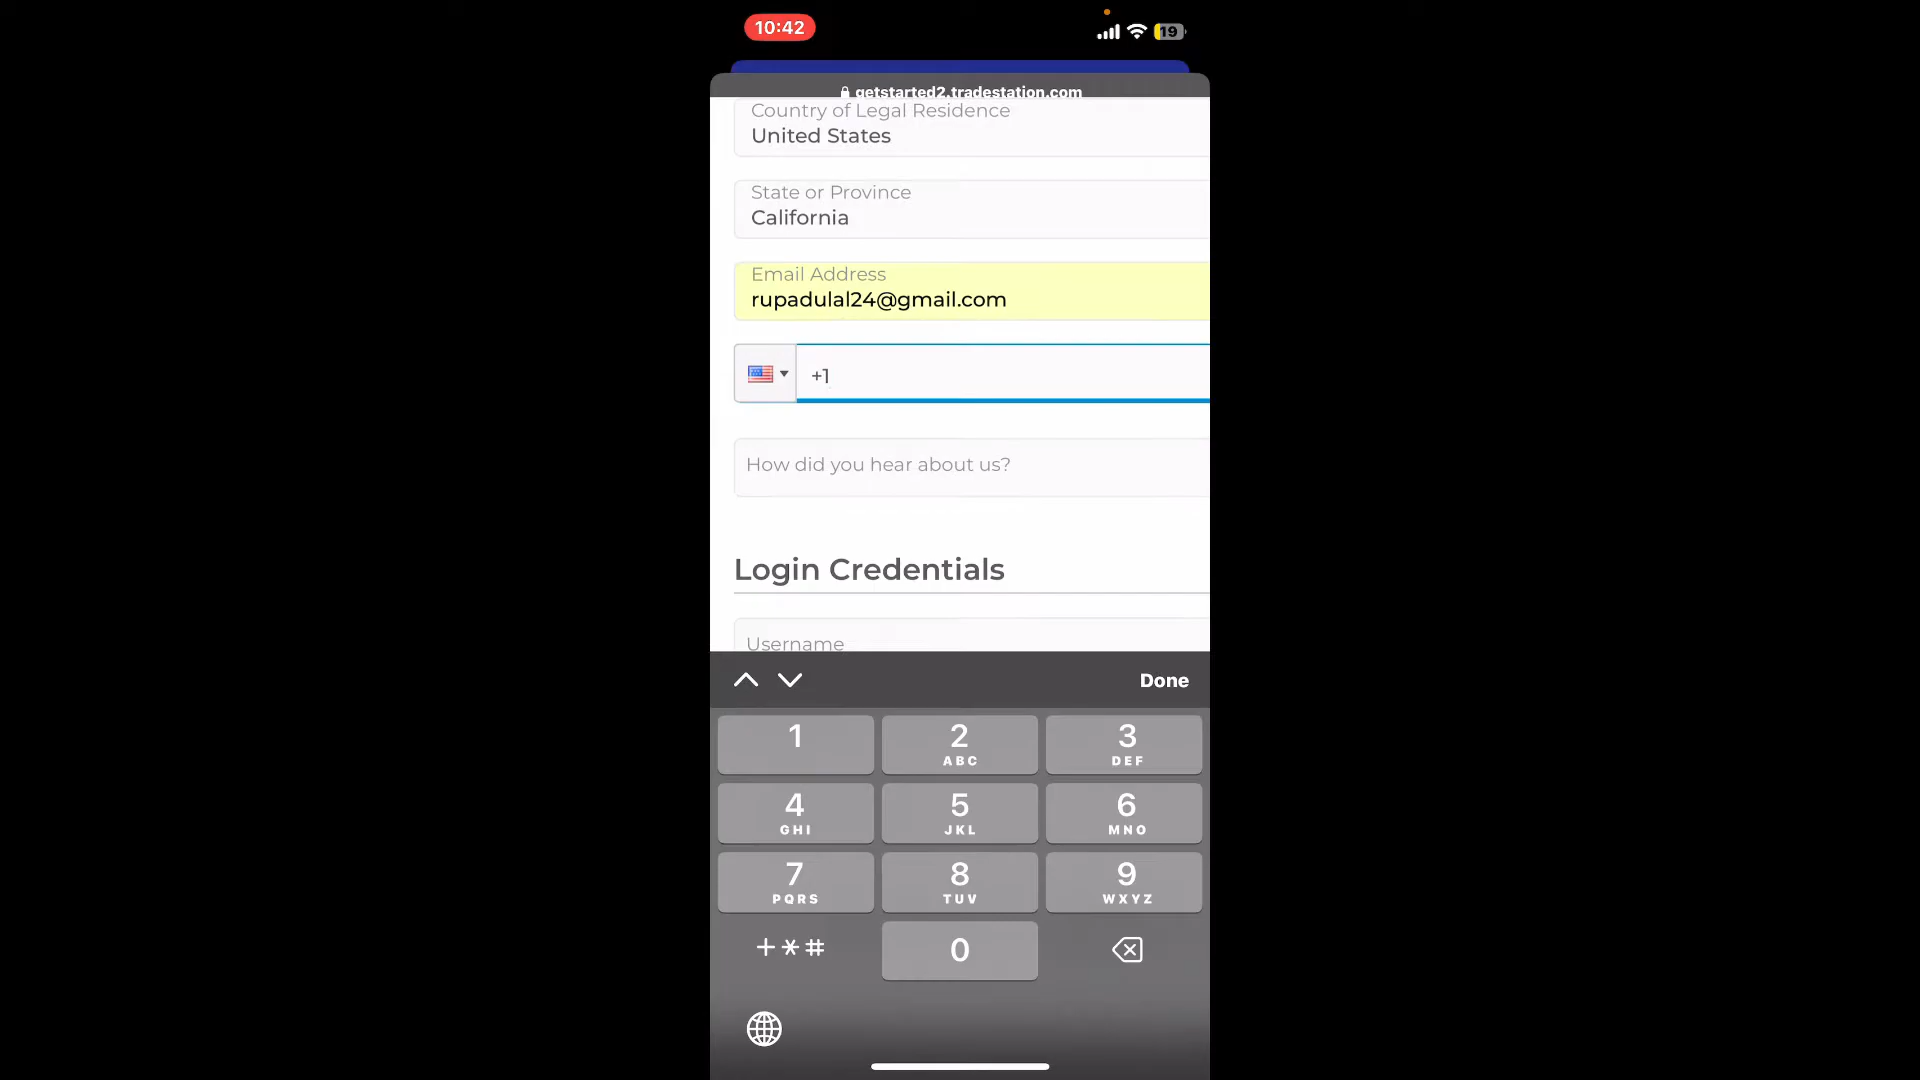 10:42
19
getstarted2.tradestation.com
Country of Legal Residence
United States
State or Province
California
Email Address
rupadulal24@gmail.com
+1
How did you hear about us?
Login Credentials
Username
Done
1 2 3
ABC DEF
4 5 6
GHI JKL MNO
7 8 9
PQRS TUV WXYZ
+*# 0